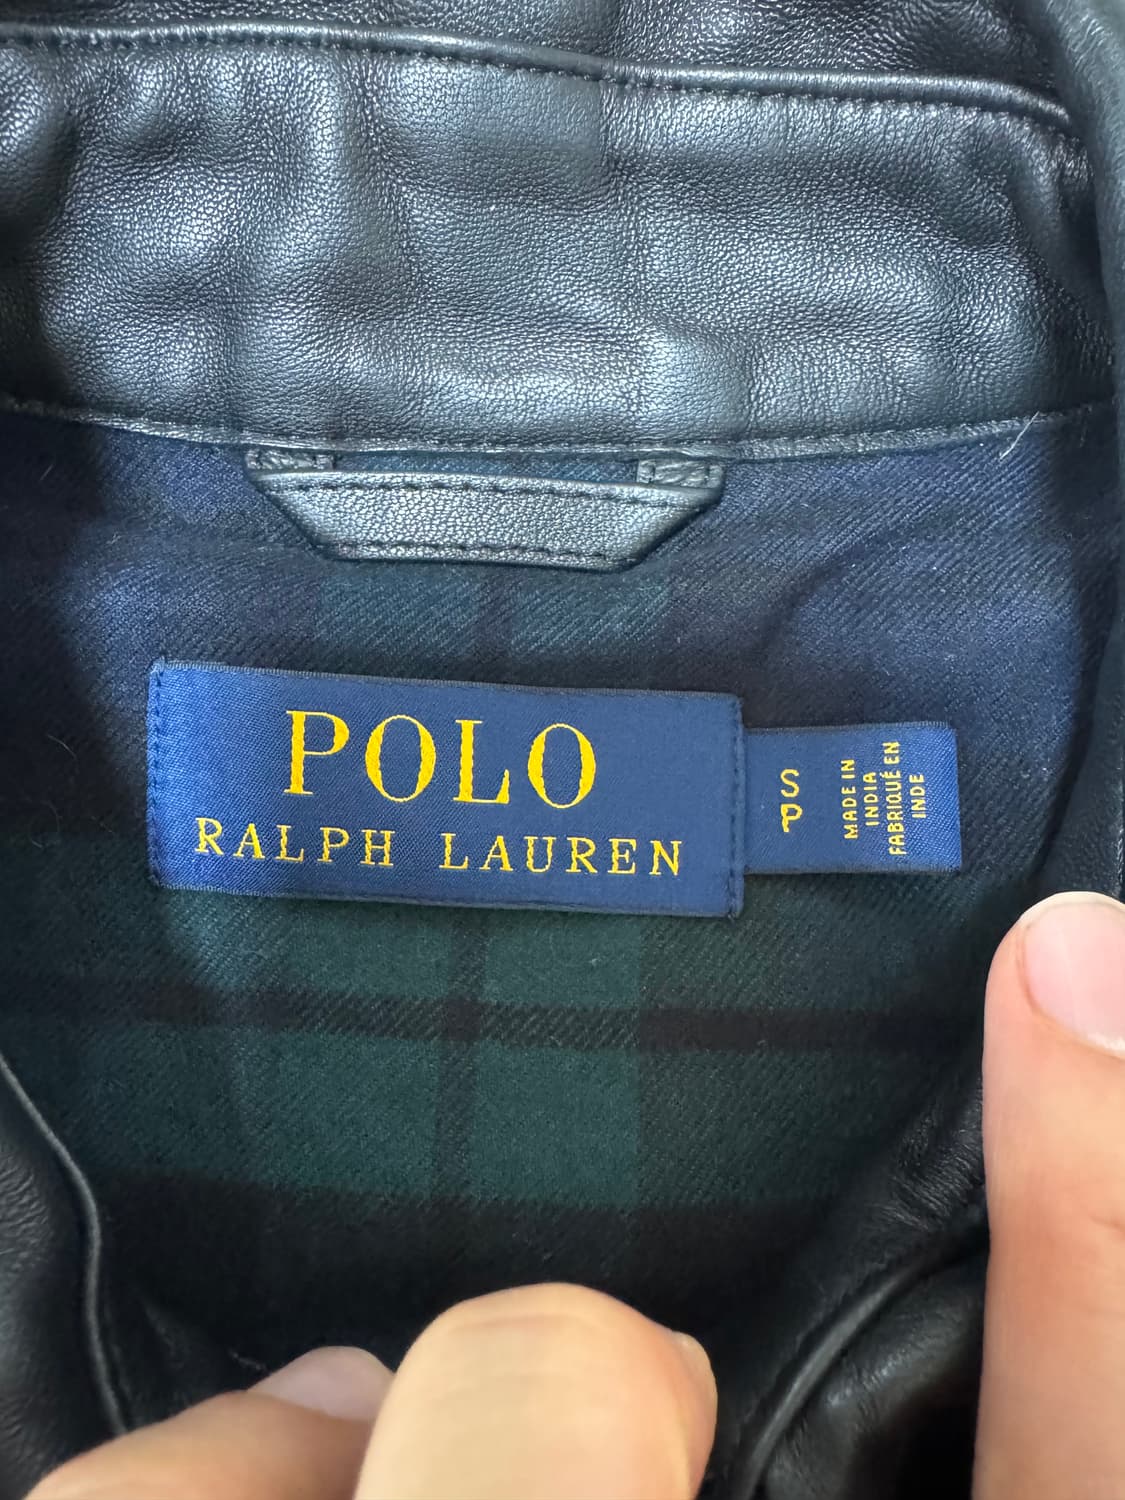 POLO
RALPH LAUREN
S
P
MADE IN
INDIA
FABRIQUÉ EN
INDE